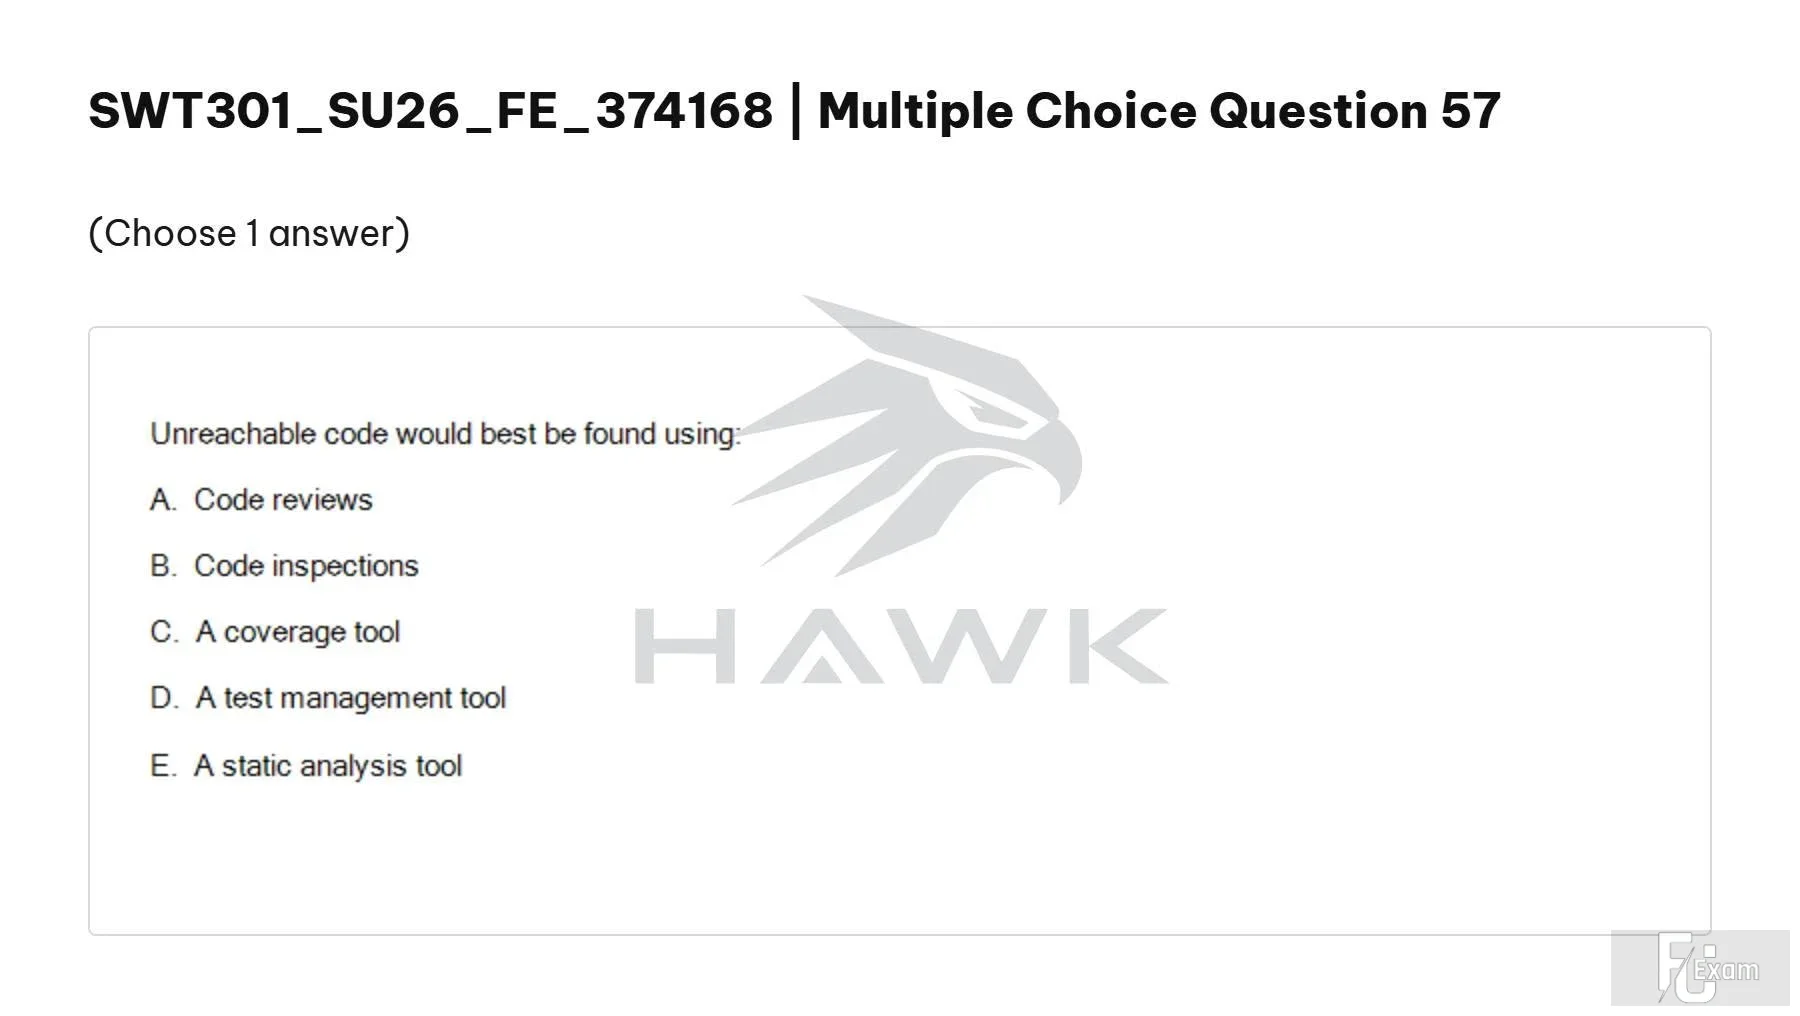 SWT301_SU26_FE_374168 | Multiple Choice Question 57
(Choose 1 answer)
Unreachable code would best be found using:
A. Code reviews
B. Code inspections
C. A coverage tool
D. A test management tool
E. A static analysis tool
HAWK
FU Exam